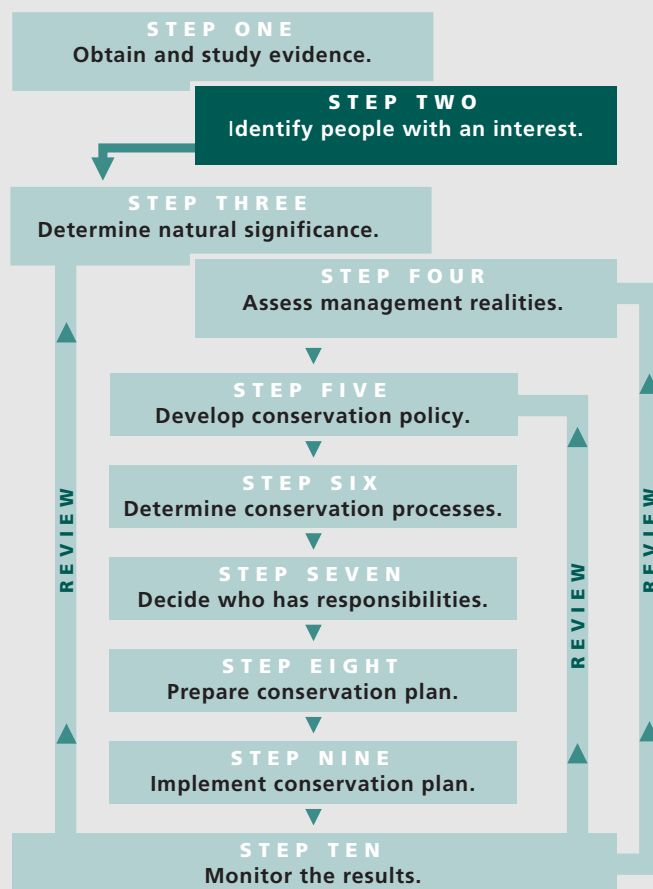 STEP ONE
Obtain and study evidence.
STEP TWO
Identify people with an interest.
STEP THREE
Determine natural significance.
STEP FOUR
Assess management realities.
STEP FIVE
Develop conservation policy.
STEP SIX
Determine conservation processes.
STEP SEVEN
Decide who has responsibilities.
STEP EIGHT
Prepare conservation plan.
STEP NINE
Implement conservation plan.
STEP TEN
Monitor the results.
REVIEW
REVIEW
REVIEW